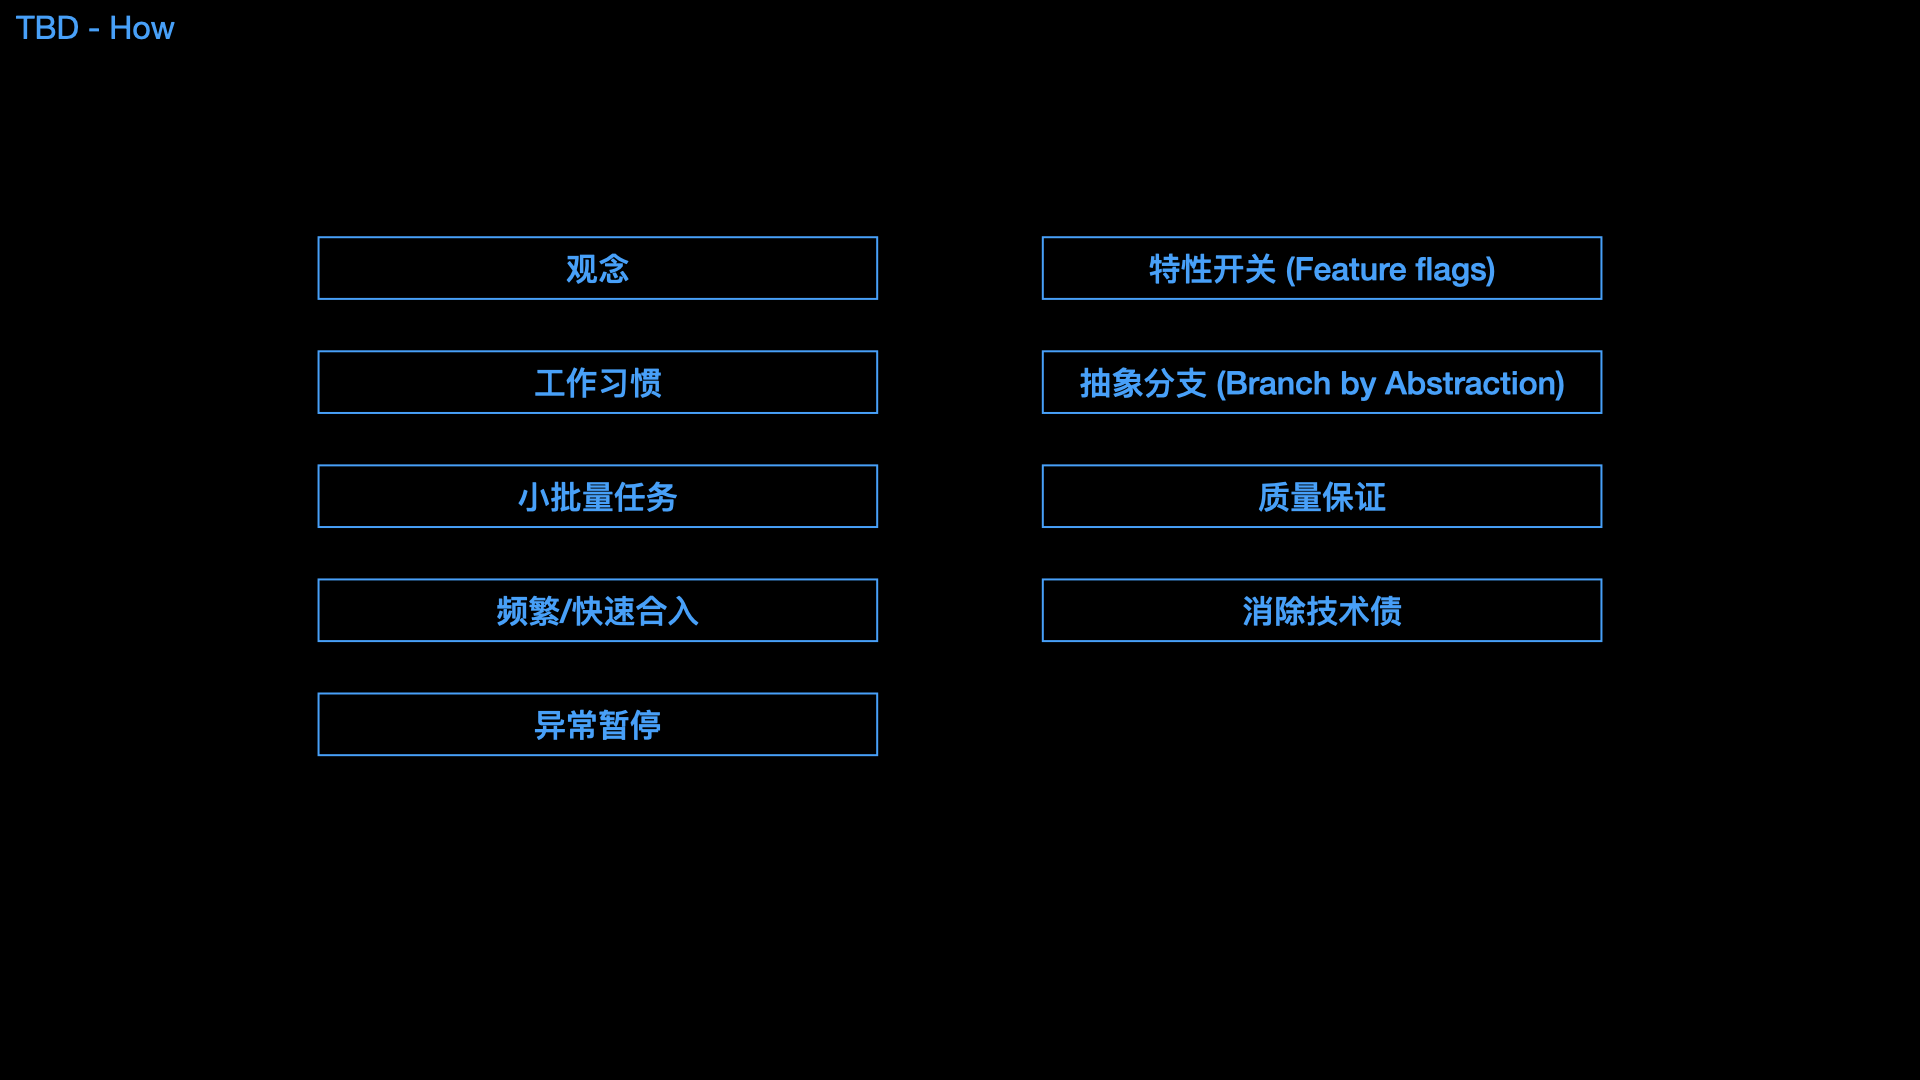 TBD - How
观念
工作习惯
小批量任务
频繁/快速合入
异常暂停
特性开关 (Feature flags)
抽象分支 (Branch by Abstraction)
质量保证
消除技术债